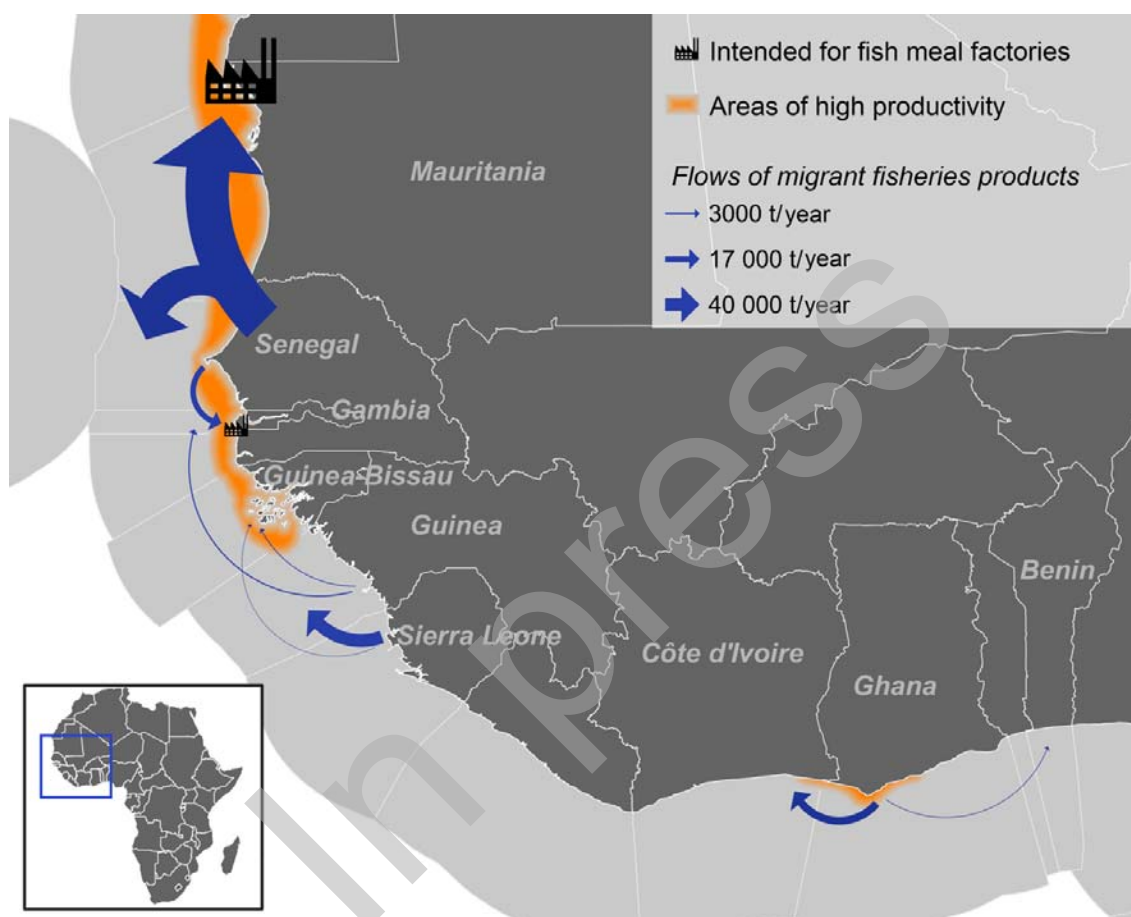 Intended for fish meal factories
Areas of high productivity
Flows of migrant fisheries products
3000 t/year
17 000 t/year
40 000 t/year
Mauritania
Senegal
Gambia
Guinea-Bissau
Guinea
Sierra Leone
Côte d'Ivoire
Ghana
Benin
In press